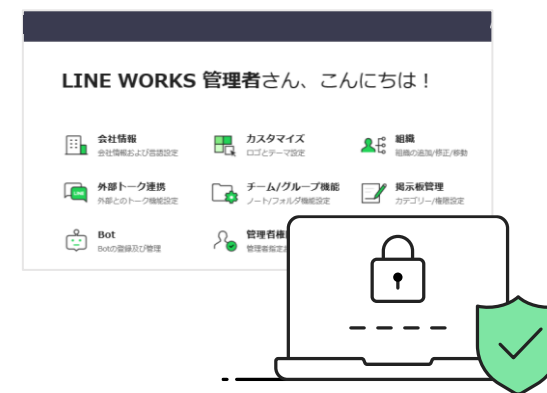 LINE WORKS 管理者さん、こんにちは！
会社情報
会社情報および言語設定
カスタマイズ
ロゴとテーマ設定
組織
組織の追加/修正/移動
外部トーク連携
外部とのトーク機能設定
チーム/グループ機能
ノート/フォルダ機能設定
掲示板管理
カテゴリー/権限設定
Bot
Botの登録及び管理
管理者権
管理者指定